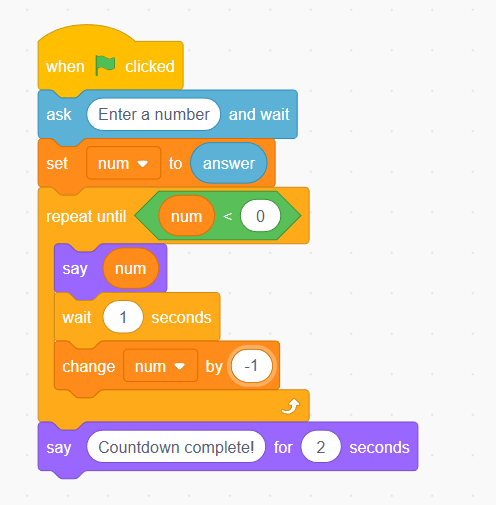 when clicked
ask Enter a number and wait
set num to answer
repeat until num < 0
say num
wait 1 seconds
change num by -1
say Countdown complete! for 2 seconds